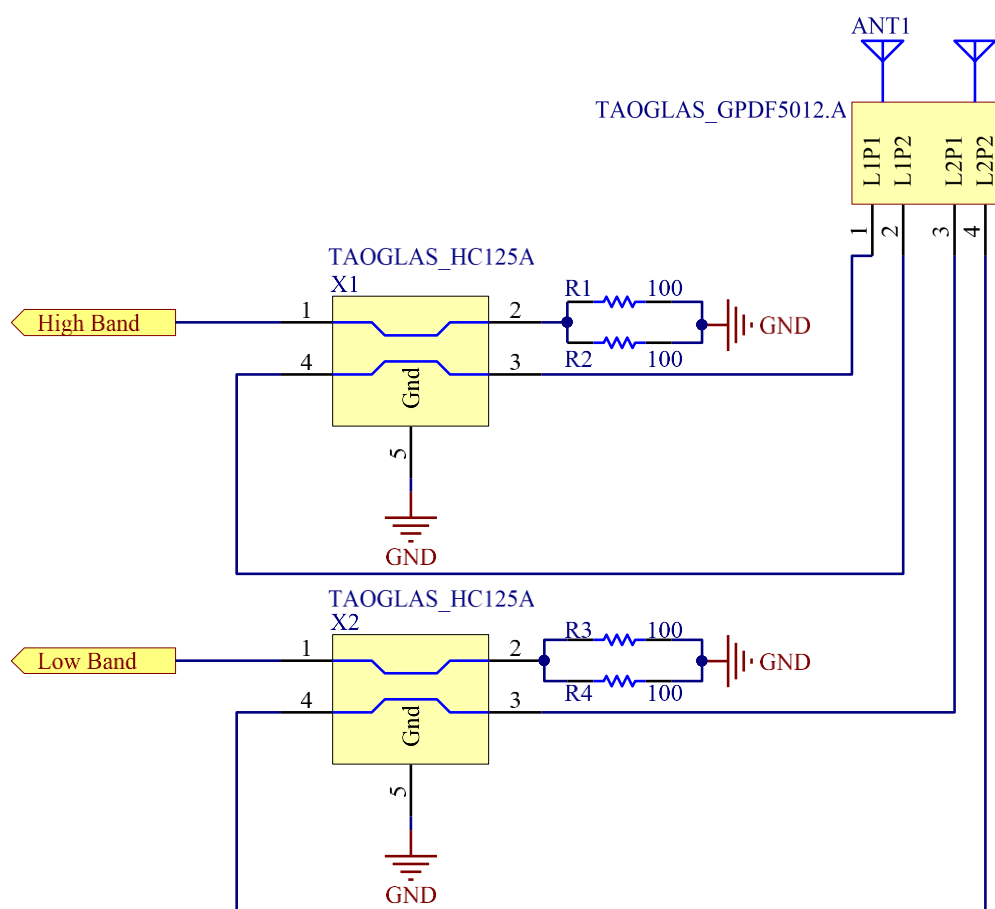 ANT1
TAOGLAS_GPDF5012.A
L1P1
L1P2
L2P1
L2P2
1
2
3
4
TAOGLAS_HC125A
X1
High Band
1
2
R1 100
GND
R2 100
4
3
Gnd
5
GND
TAOGLAS_HC125A
X2
Low Band
1
2
R3 100
GND
R4 100
4
3
Gnd
5
GND